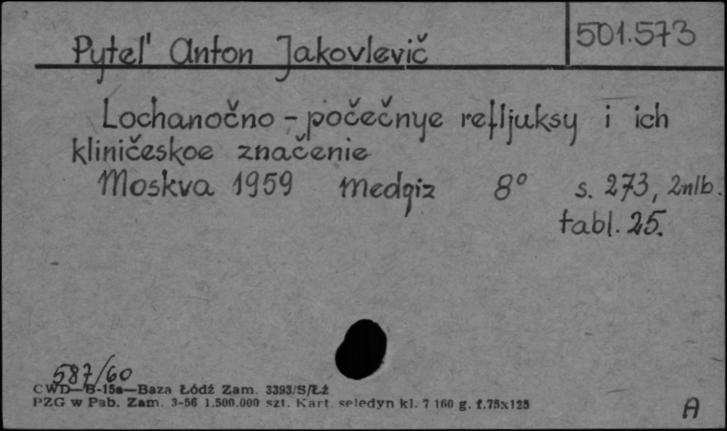 Pytel' Anton Jakovlevič
501.573
Lochanočno - počečnye refljuksy i ich
kliničeskoe značenie
Moskva 1959 Medgiz 8° s. 273, 2nlb.
tabl. 25.
587/60
CWD—B-15a—Baza Łódź Zam. 3393/S/Łż
PZG w Pab. Zam. 3-56 1.500.000 szt. Kart. seledyn kl. 7 160 g. f.75x125
A